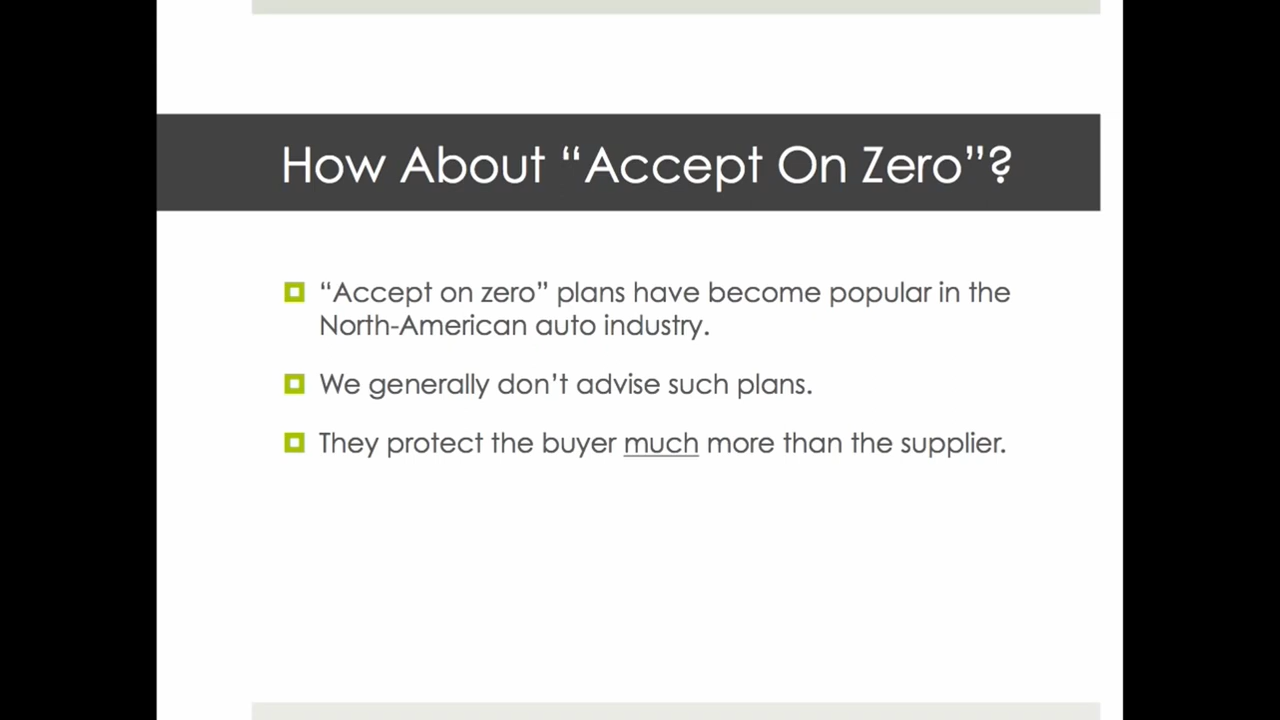 How About “Accept On Zero”?
“Accept on zero” plans have become popular in the
North-American auto industry.
We generally don’t advise such plans.
They protect the buyer much more than the supplier.